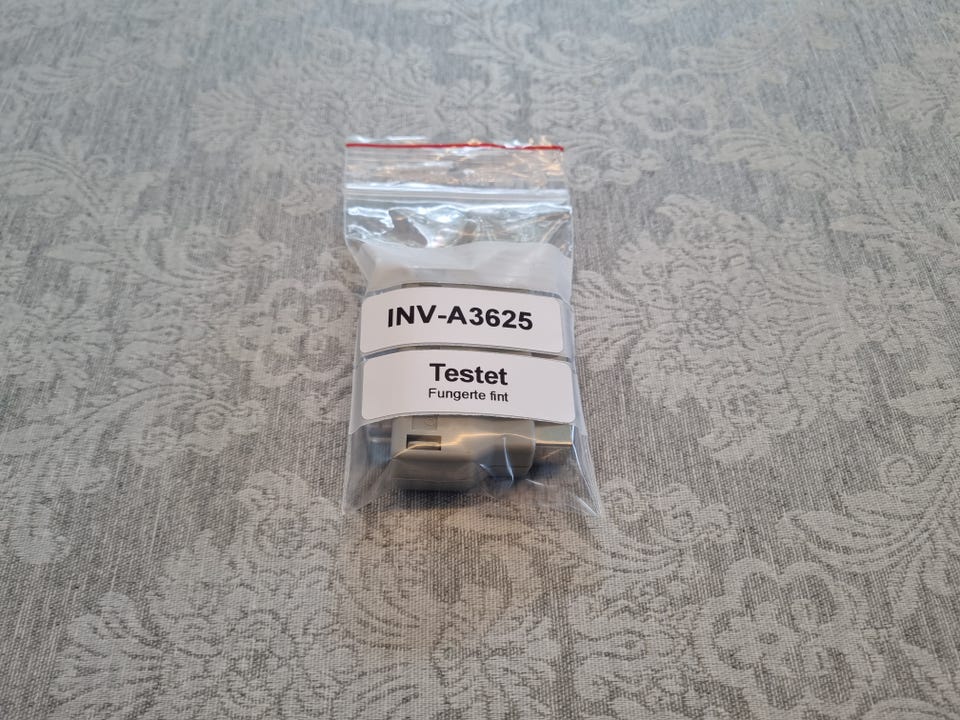 INV-A3625
Testet
Fungerte fint